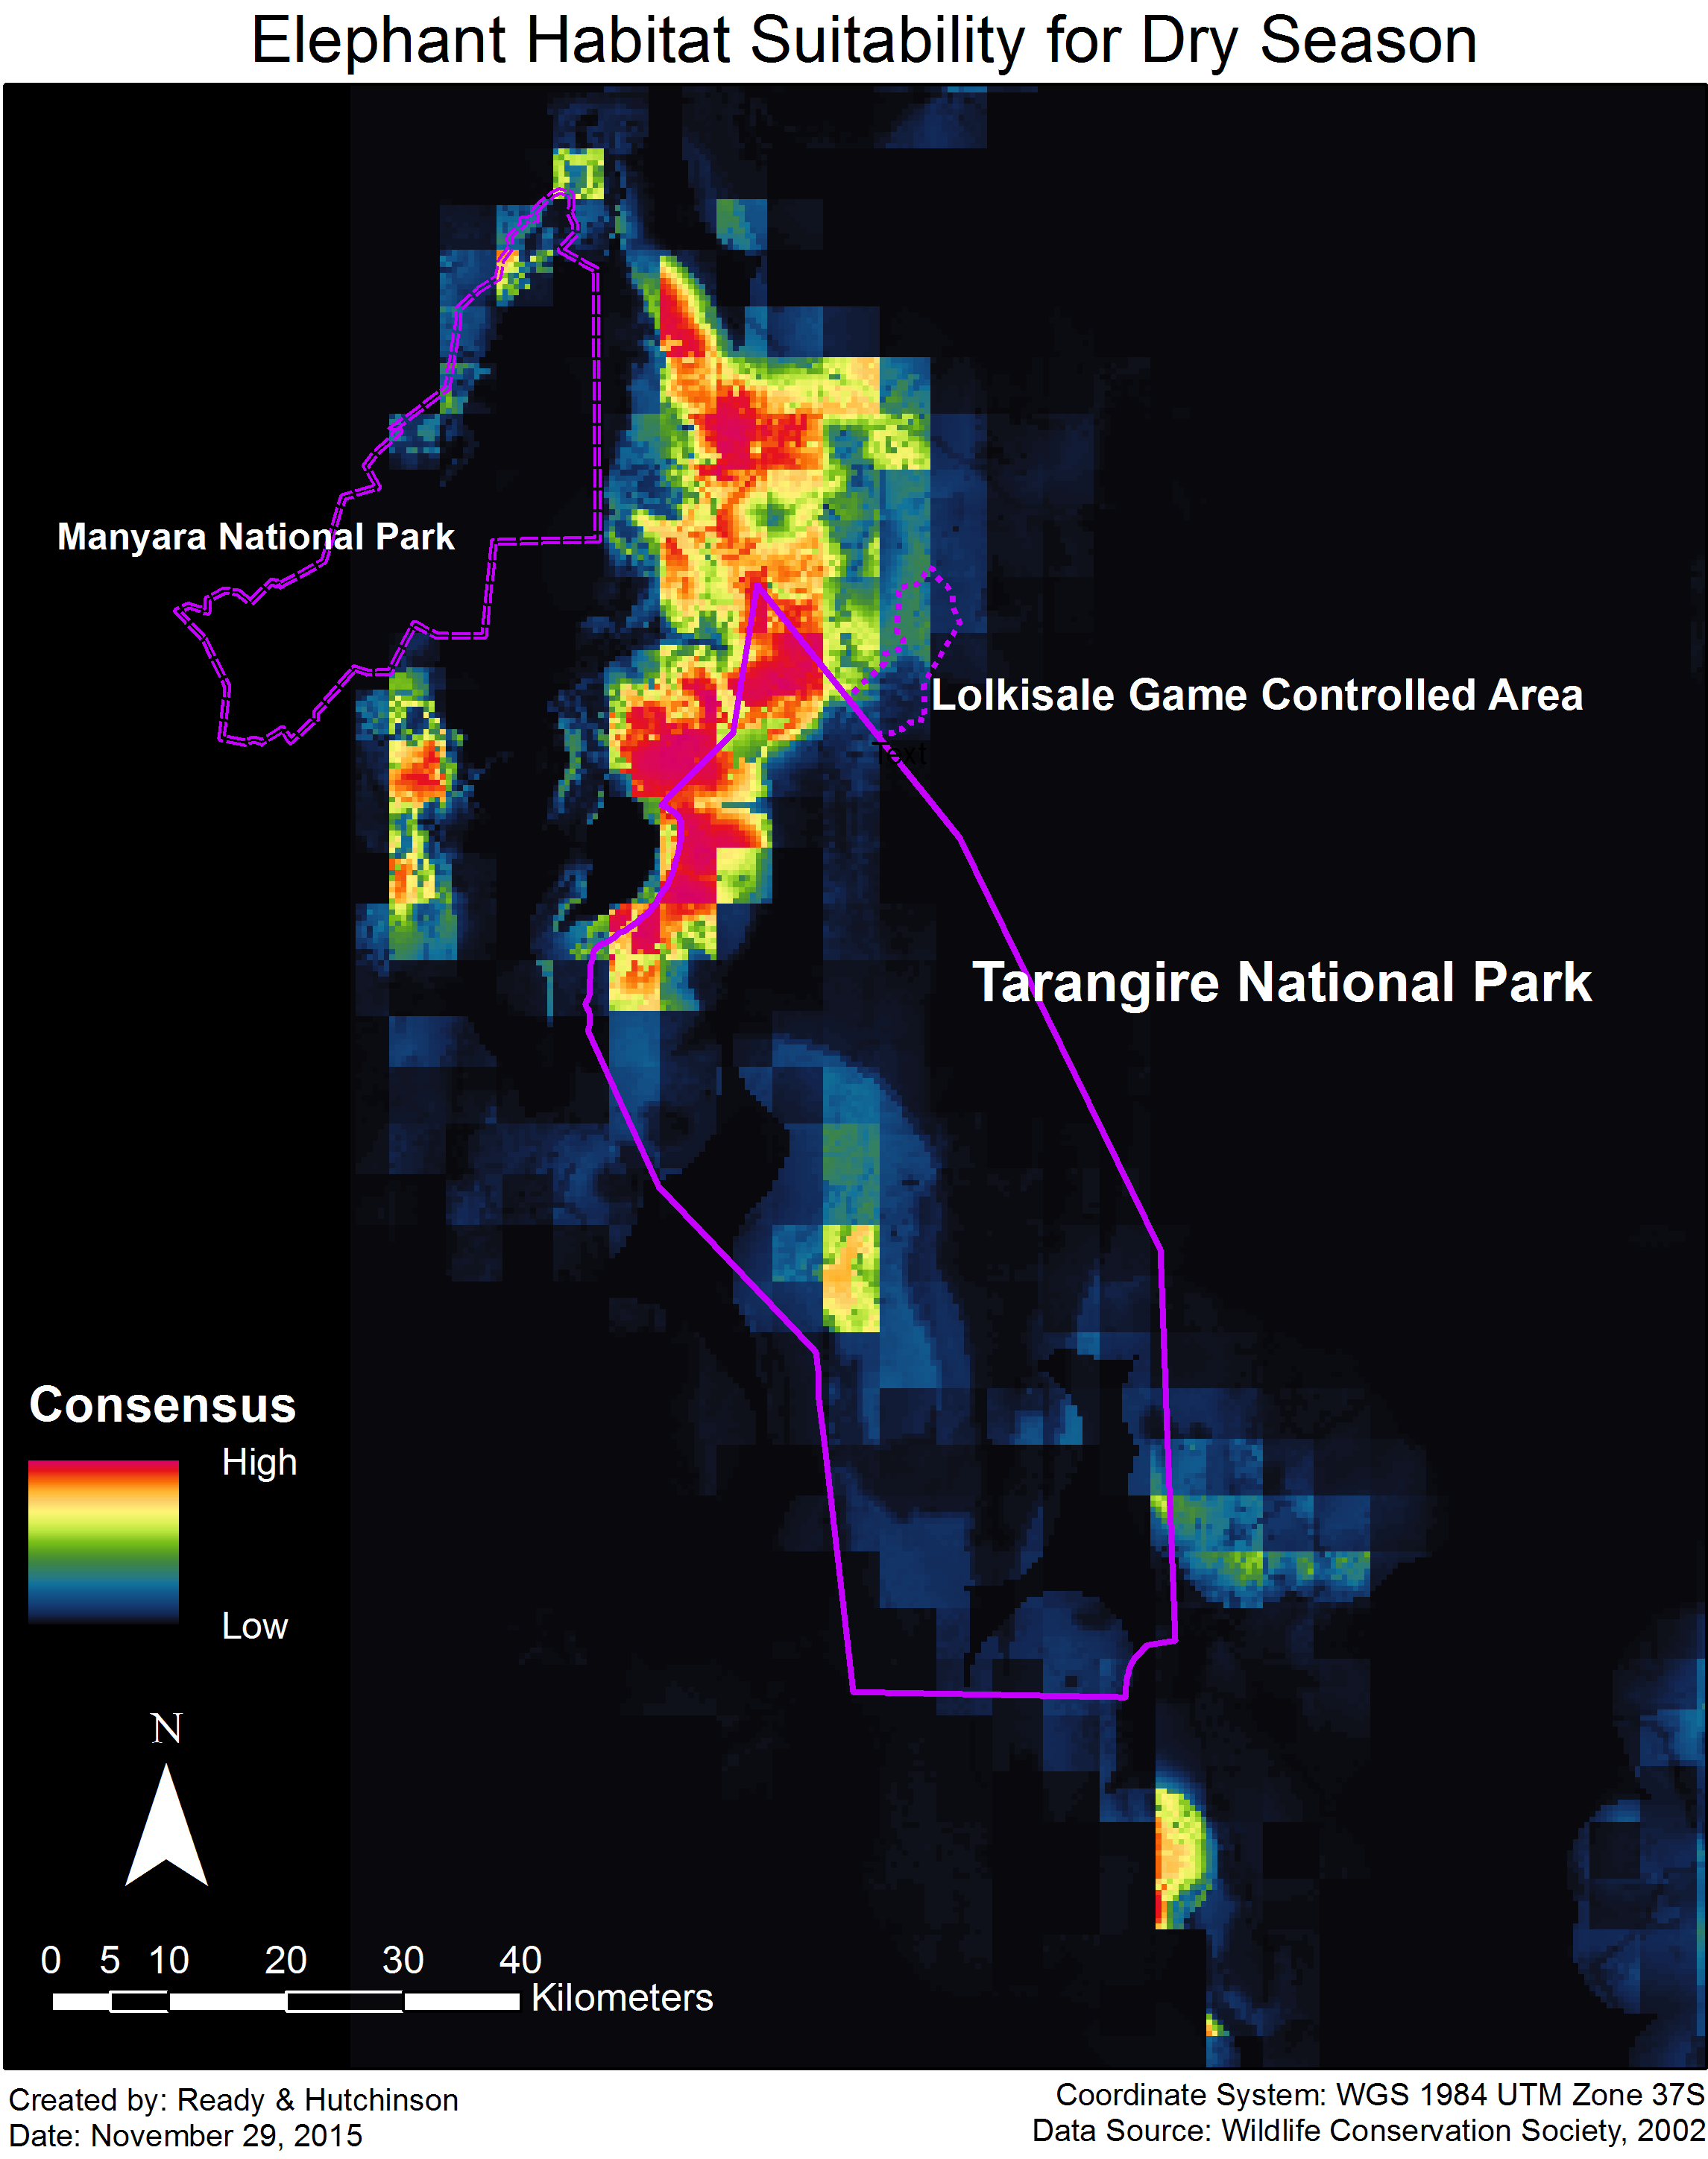 Elephant Habitat Suitability for Dry Season
Manyara National Park
Lolkisale Game Controlled Area
Text
Tarangire National Park
Consensus
High
Low
N
0 5 10 20 30 40
Kilometers
Created by: Ready & Hutchinson
Date: November 29, 2015
Coordinate System: WGS 1984 UTM Zone 37S
Data Source: Wildlife Conservation Society, 2002